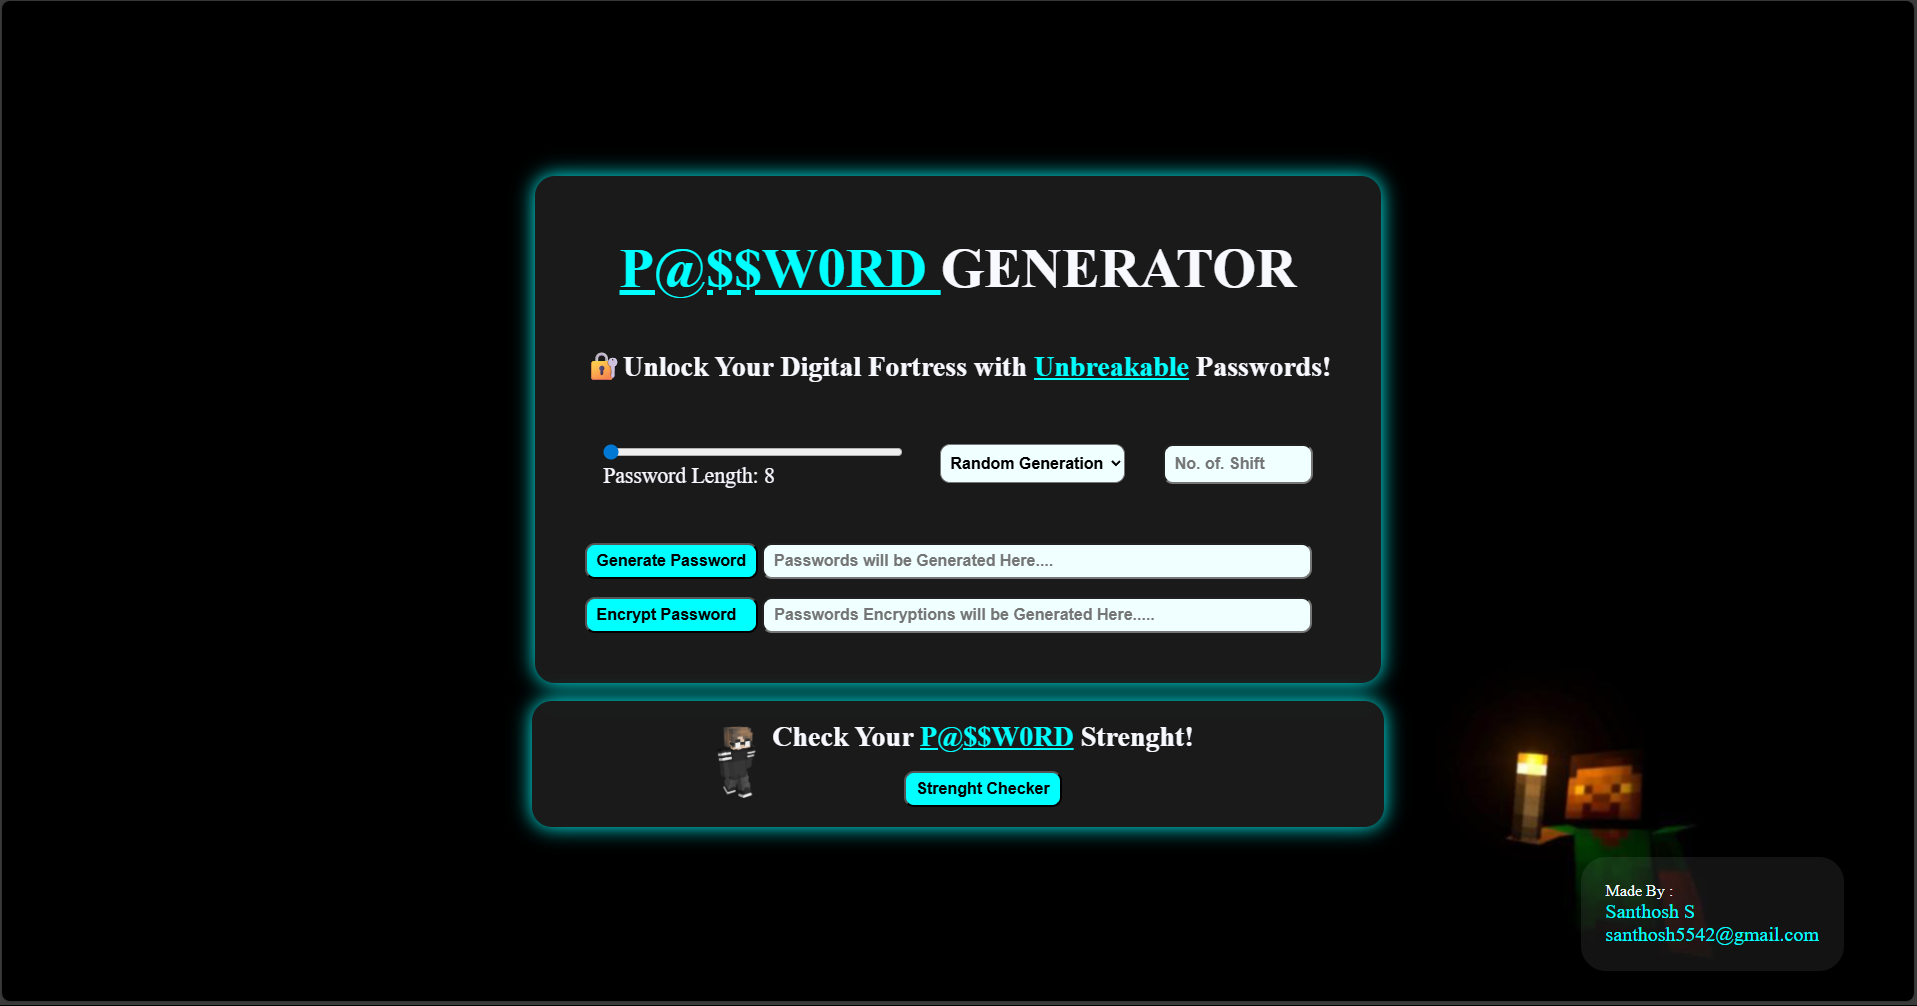 P@$$W0RD GENERATOR
🔐 Unlock Your Digital Fortress with Unbreakable Passwords!
Random Generation No. of. Shift
Password Length: 8
Generate Password Passwords will be Generated Here....
Encrypt Password Passwords Encryptions will be Generated Here.....
Check Your P@$$W0RD Strenght!
Strenght Checker
Made By :
Santhosh S
santhosh5542@gmail.com